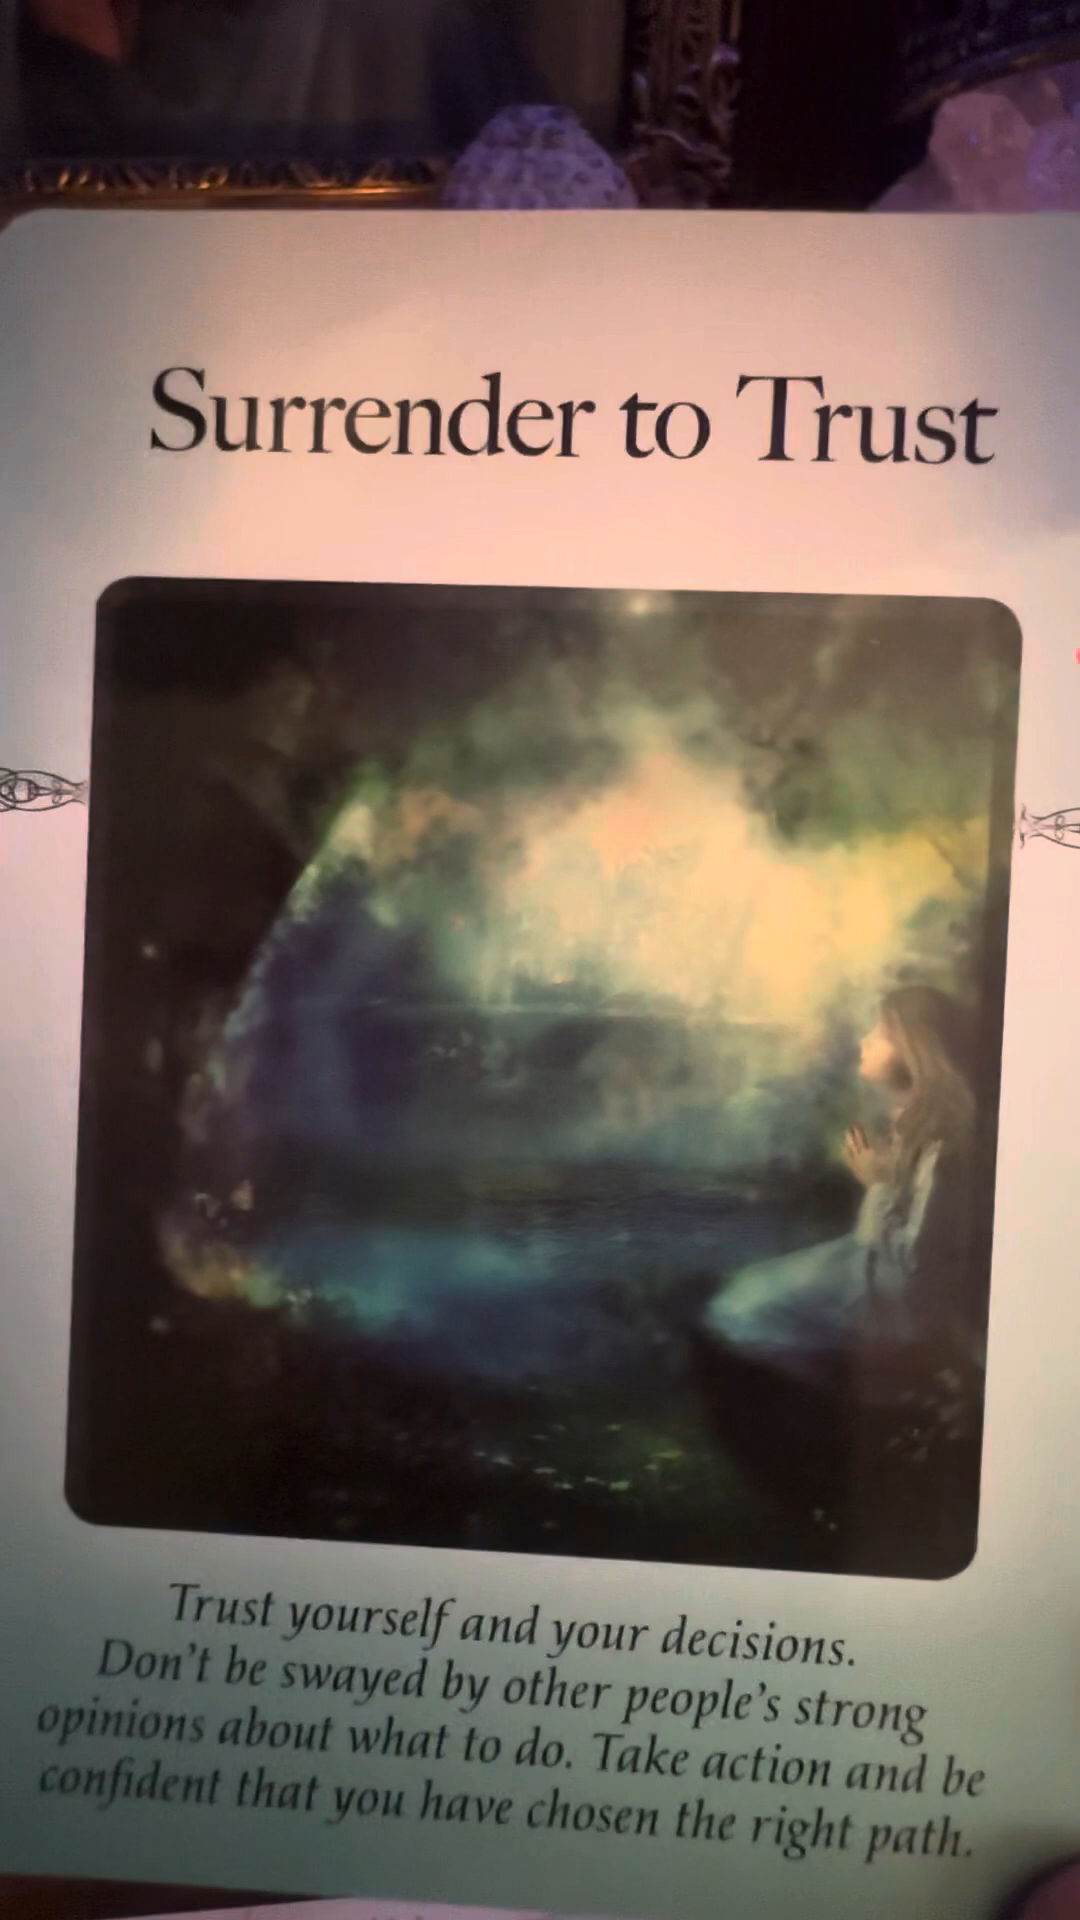 Surrender to Trust
Trust yourself and your decisions.
Don't be swayed by other people's strong
opinions about what to do. Take action and be
confident that you have chosen the right path.